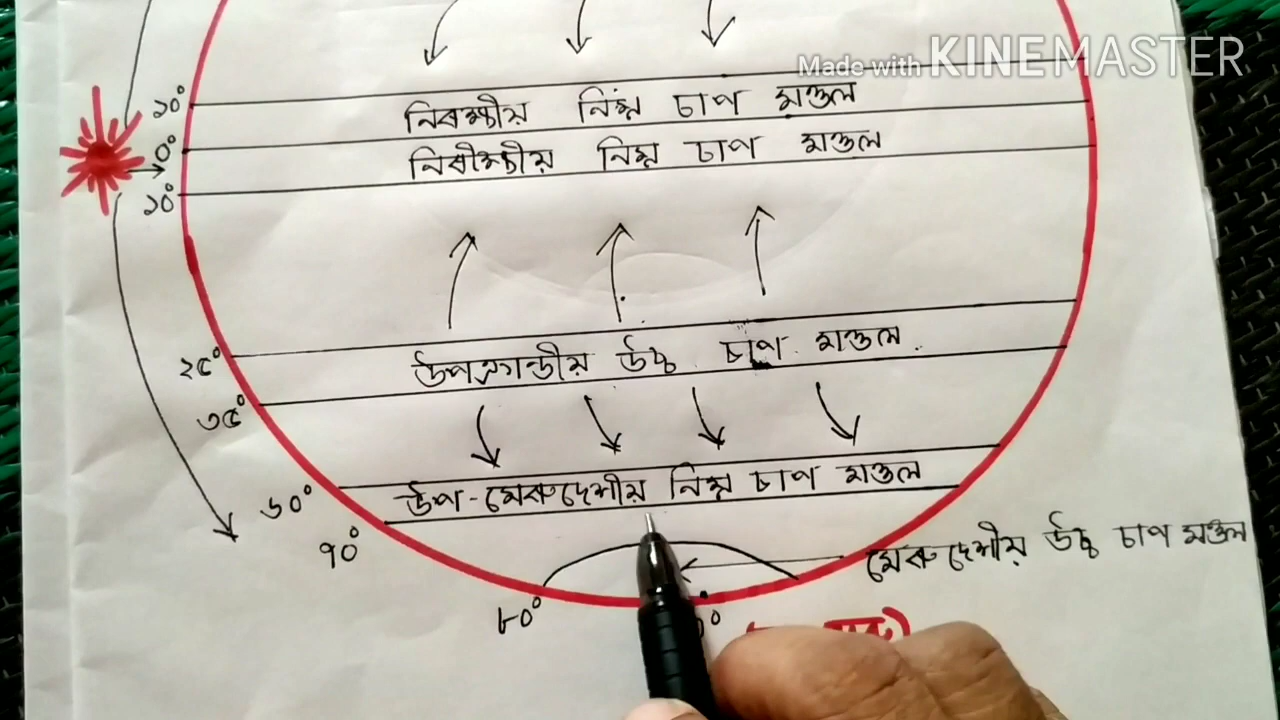 Made with KINEMASTER
১০°
নিৰক্ষীয় নিম্ন চাপ মণ্ডল
০°
নিৰীক্ষীয় নিম্ন চাপ মণ্ডল
১০°
২৫°
উপক্ৰান্তীয় উচ্চ চাপ মণ্ডল
৩৫°
৬০°
উপ-মেৰুদেশীয় নিম্ন চাপ মণ্ডল
৭০°
মেৰুদেশীয় উচ্চ চাপ মণ্ডল
৮০°